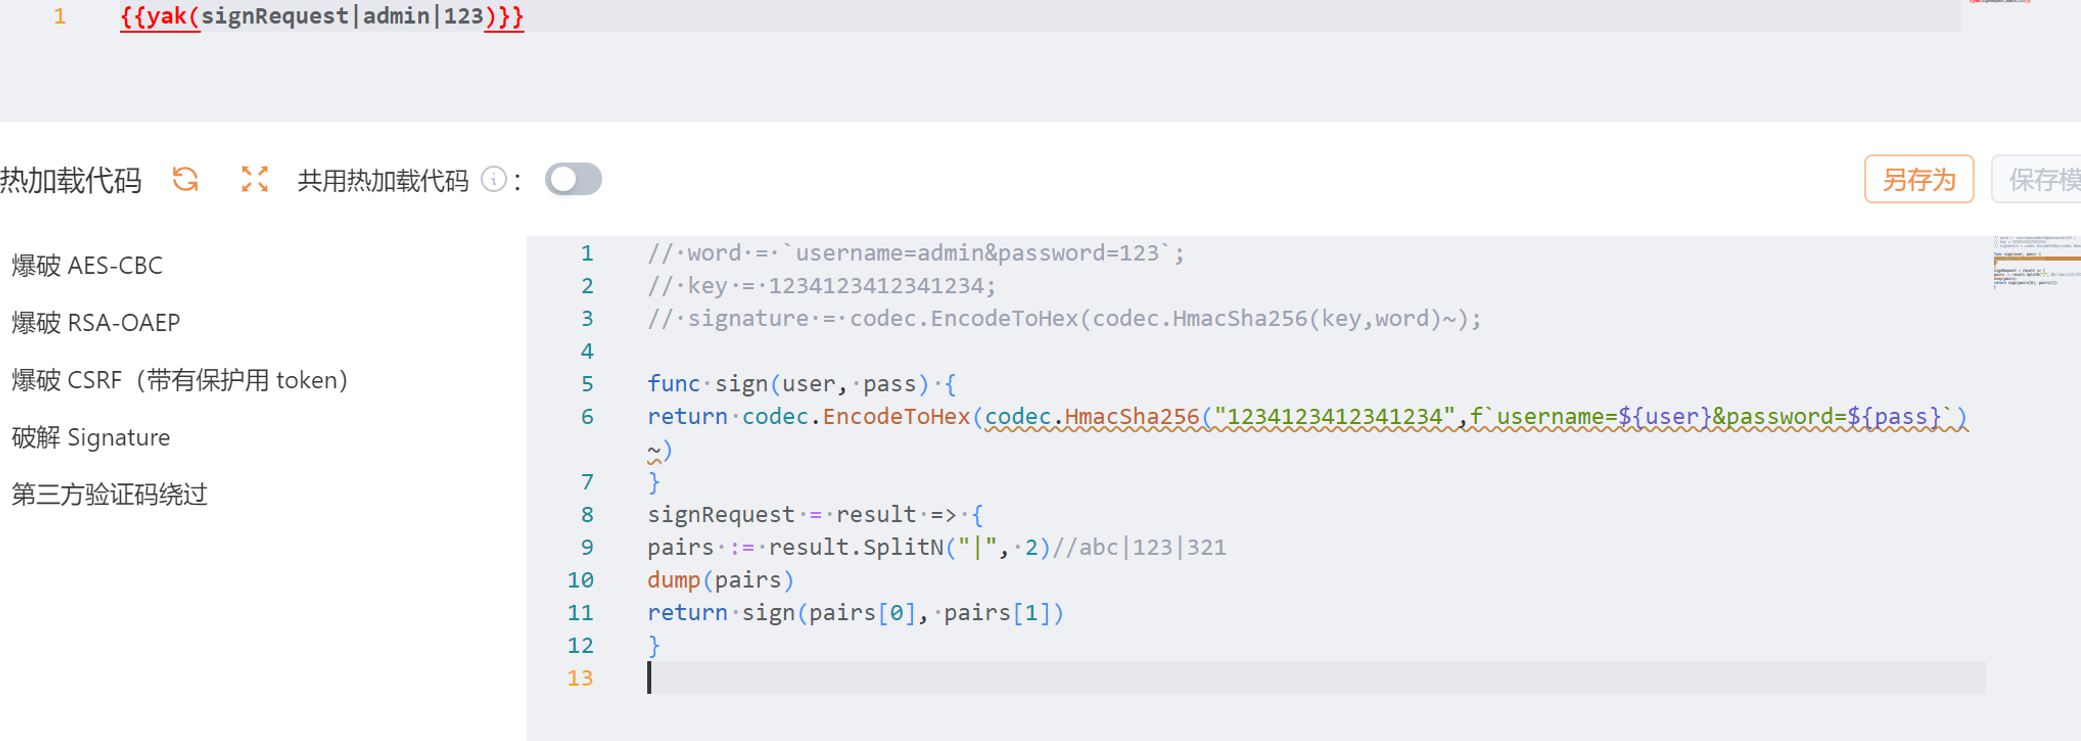 1 {{yak(signRequest|admin|123)}}
热加载代码 共用热加载代码 : 另存为 保存模
爆破 AES-CBC
爆破 RSA-OAEP
爆破 CSRF（带有保护用 token）
破解 Signature
第三方验证码绕过
1 // word = `username=admin&password=123`;
2 // key = 1234123412341234;
3 // signature = codec.EncodeToHex(codec.HmacSha256(key,word)~);
4
5 func sign(user, pass) {
6 return codec.EncodeToHex(codec.HmacSha256("1234123412341234",f`username=${user}&password=${pass}`)
~)
7 }
8 signRequest = result => {
9 pairs := result.SplitN("|", 2)//abc|123|321
10 dump(pairs)
11 return sign(pairs[0], pairs[1])
12 }
13